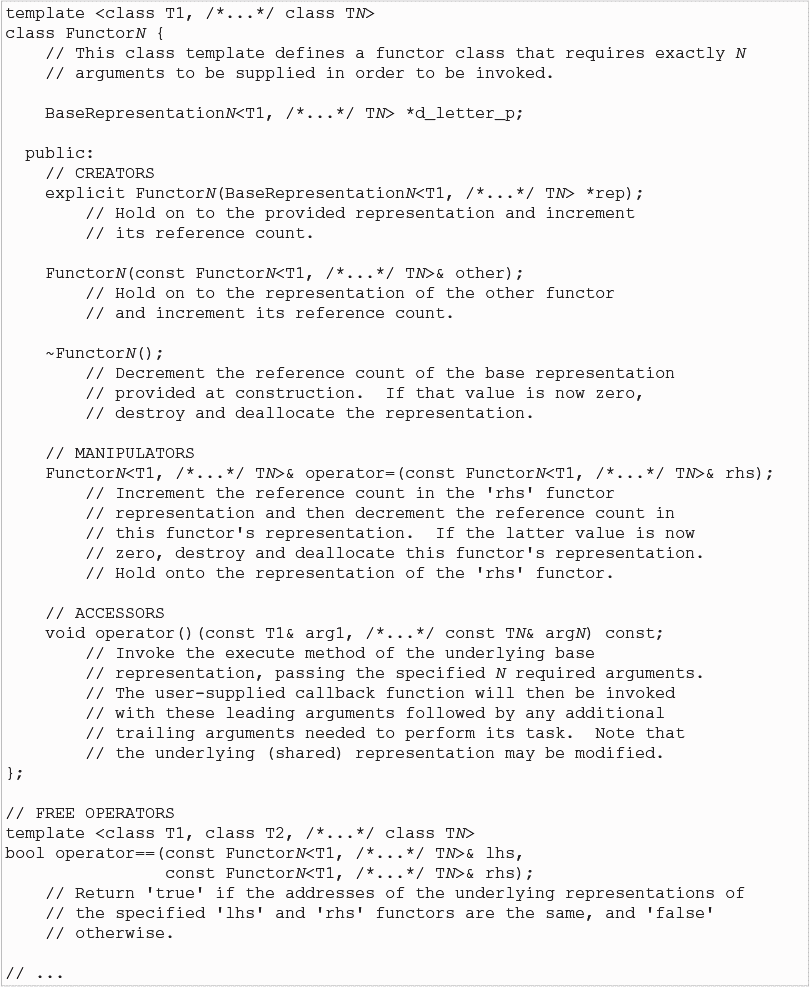 template <class T1, /*...*/ class TN>
class FunctorN {
    // This class template defines a functor class that requires exactly N
    // arguments to be supplied in order to be invoked.

    BaseRepresentationN<T1, /*...*/ TN> *d_letter_p;

  public:
    // CREATORS
    explicit FunctorN(BaseRepresentationN<T1, /*...*/ TN> *rep);
        // Hold on to the provided representation and increment
        // its reference count.

    FunctorN(const FunctorN<T1, /*...*/ TN>& other);
        // Hold on to the representation of the other functor
        // and increment its reference count.

    ~FunctorN();
        // Decrement the reference count of the base representation
        // provided at construction.  If that value is now zero,
        // destroy and deallocate the representation.

    // MANIPULATORS
    FunctorN<T1, /*...*/ TN>& operator=(const FunctorN<T1, /*...*/ TN>& rhs);
        // Increment the reference count in the 'rhs' functor
        // representation and then decrement the reference count in
        // this functor's representation.  If the latter value is now
        // zero, destroy and deallocate this functor's representation.
        // Hold onto the representation of the 'rhs' functor.

    // ACCESSORS
    void operator()(const T1& arg1, /*...*/ const TN& argN) const;
        // Invoke the execute method of the underlying base
        // representation, passing the specified N required arguments.
        // The user-supplied callback function will then be invoked
        // with these leading arguments followed by any additional
        // trailing arguments needed to perform its task.  Note that
        // the underlying (shared) representation may be modified.
};

// FREE OPERATORS
template <class T1, class T2, /*...*/ class TN>
bool operator==(const FunctorN<T1, /*...*/ TN>& lhs,
                const FunctorN<T1, /*...*/ TN>& rhs);
    // Return 'true' if the addresses of the underlying representations of
    // the specified 'lhs' and 'rhs' functors are the same, and 'false'
    // otherwise.

// ...